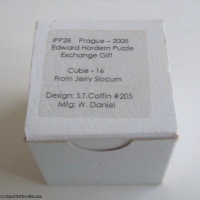 IPP28 Prague - 2008
Edward Hordern Puzzle
Exchange Gift
Cube - 16
From Jerry Slocum
Design: S.T.Coffin #205
Mfg: W. Daniel